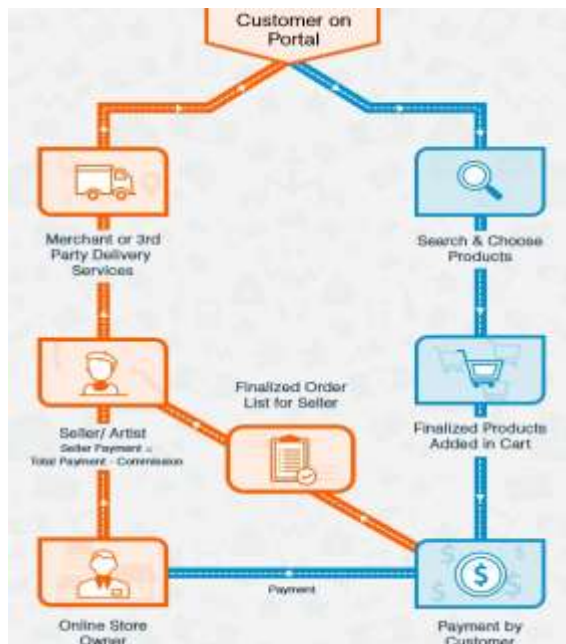 Customer on
Portal
Merchant or 3rd
Party Delivery
Services
Search & Choose
Products
Finalized Order
List for Seller
Seller/ Artist
Seller Payment =
Total Payment - Commission
Finalized Products
Added in Cart
Payment
Online Store
Owner
Payment by
Customer